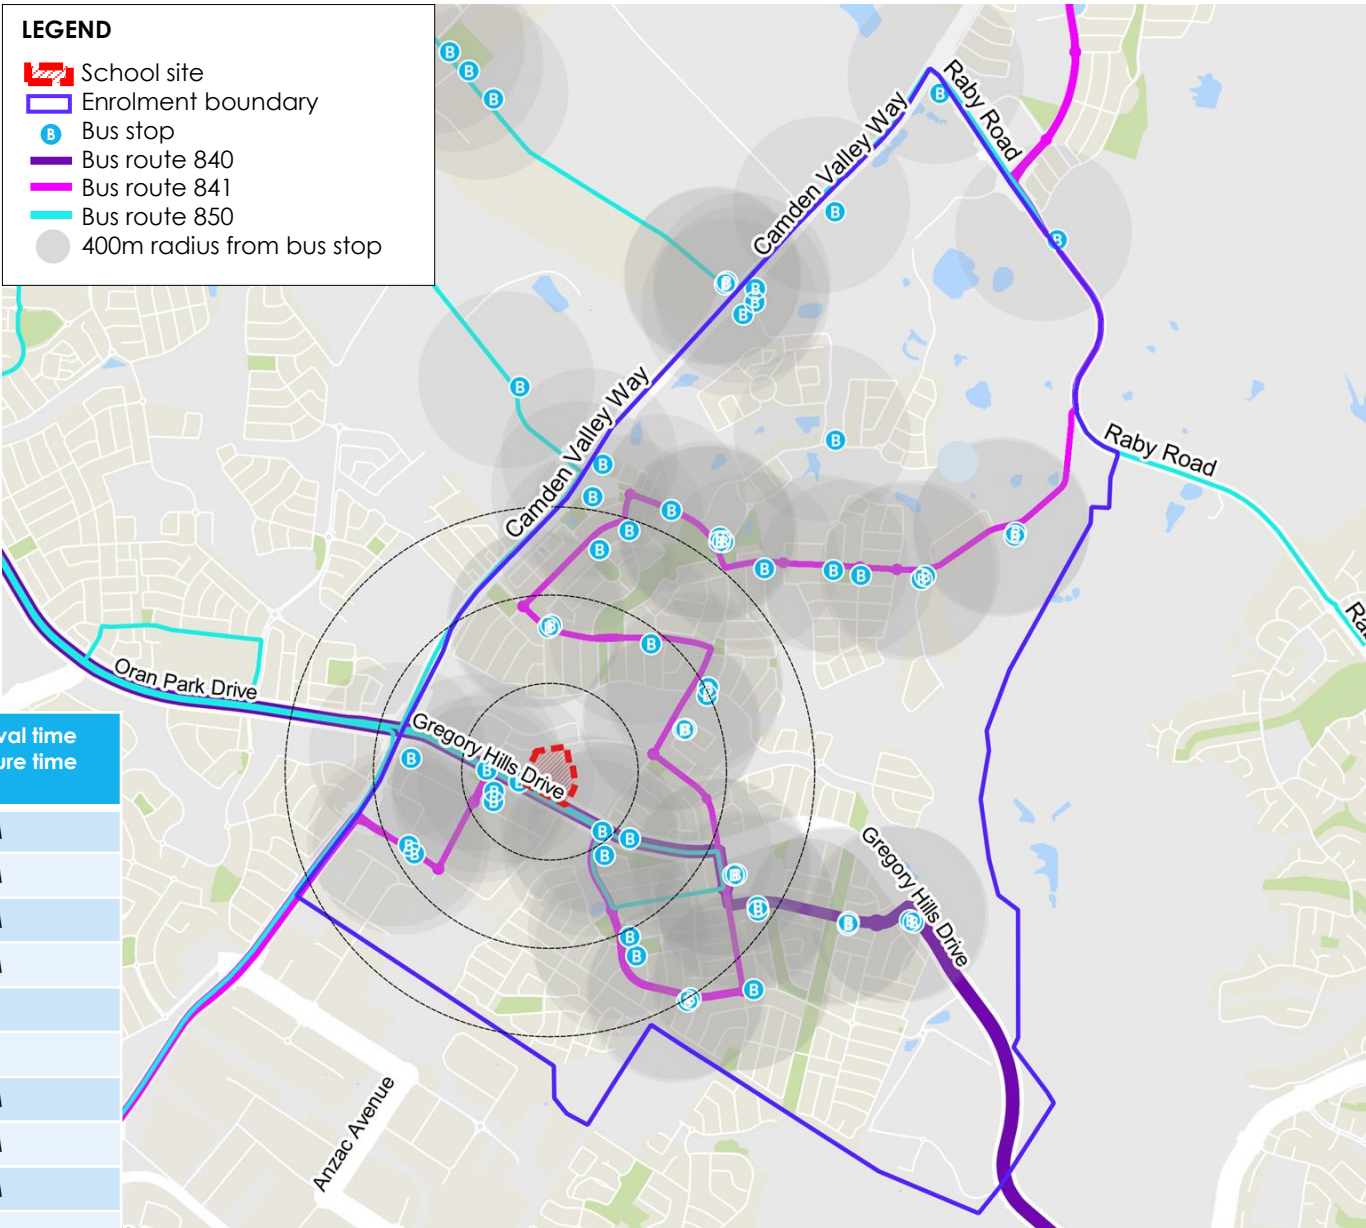 LEGEND
School site
Enrolment boundary
B Bus stop
Bus route 840
Bus route 841
Bus route 850
400m radius from bus stop
Raby Road
Camden Valley Way
Camden Valley Way
Raby Road
Oran Park Drive
Gregory Hills Drive
Gregory Hills Drive
Anzac Avenue
time
time